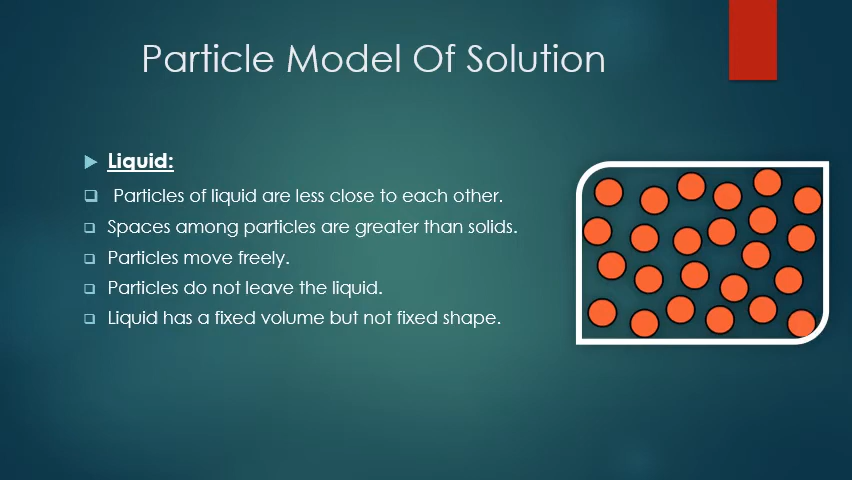 Particle Model Of Solution
Liquid:
Particles of liquid are less close to each other.
Spaces among particles are greater than solids.
Particles move freely.
Particles do not leave the liquid.
Liquid has a fixed volume but not fixed shape.